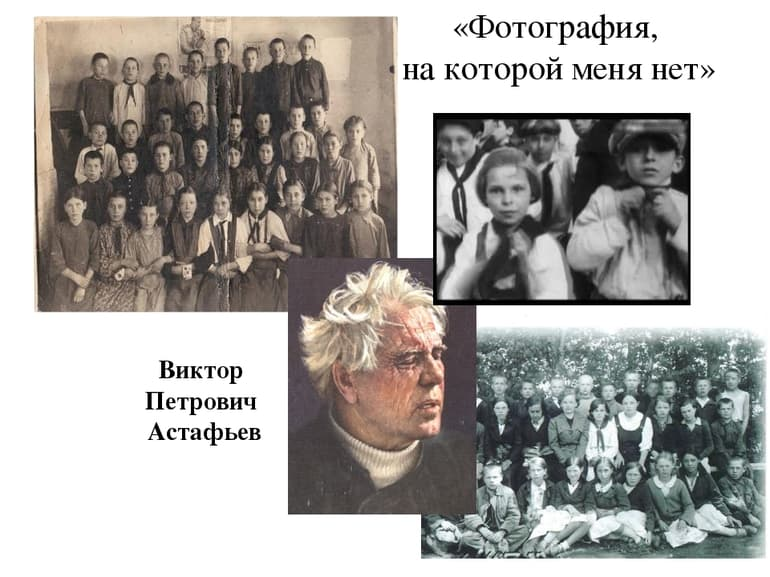 «Фотография,
на которой меня нет»
Виктор
Петрович
Астафьев